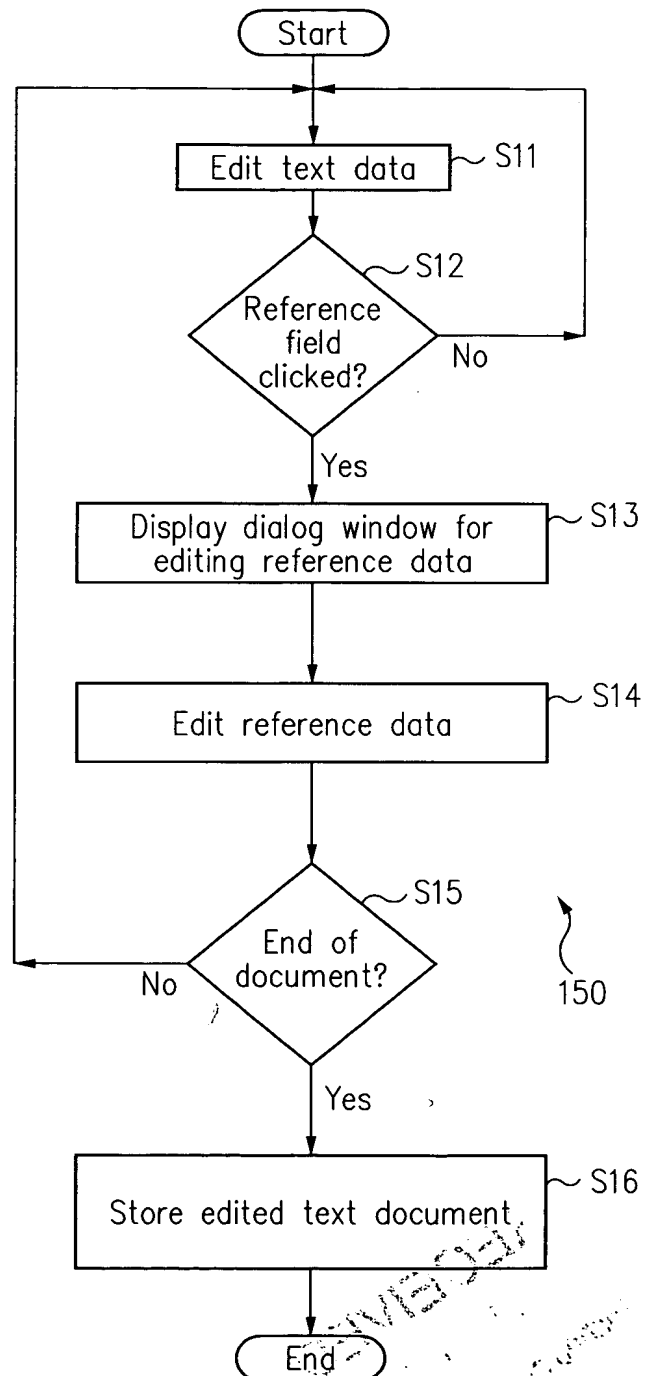 Start
Edit text data
S11
S12
Reference
field
clicked?
No
Yes
Display dialog window for
editing reference data
S13
Edit reference data
S14
S15
End of
document?
No
150
Yes
Store edited text document
S16
End